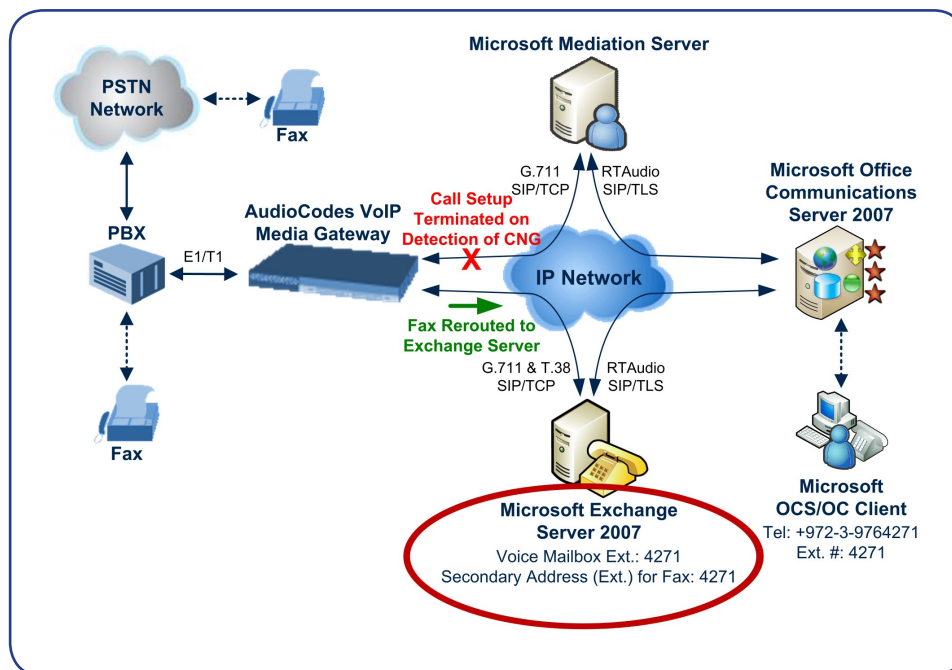 Microsoft Mediation Server
PSTN
Network
Fax
G.711
SIP/TCP
RTAudio
SIP/TLS
Microsoft Office
Communications
Server 2007
Call Setup
Terminated on
Detection of CNG
X
AudioCodes VoIP
Media Gateway
PBX
E1/T1
IP Network
Fax Rerouted to
Exchange Server
G.711 & T.38
SIP/TCP
RTAudio
SIP/TLS
Fax
Microsoft
OCS/OC Client
Tel: +972-3-9764271
Ext. #: 4271
Microsoft Exchange
Server 2007
Voice Mailbox Ext.: 4271
Secondary Address (Ext.) for Fax: 4271